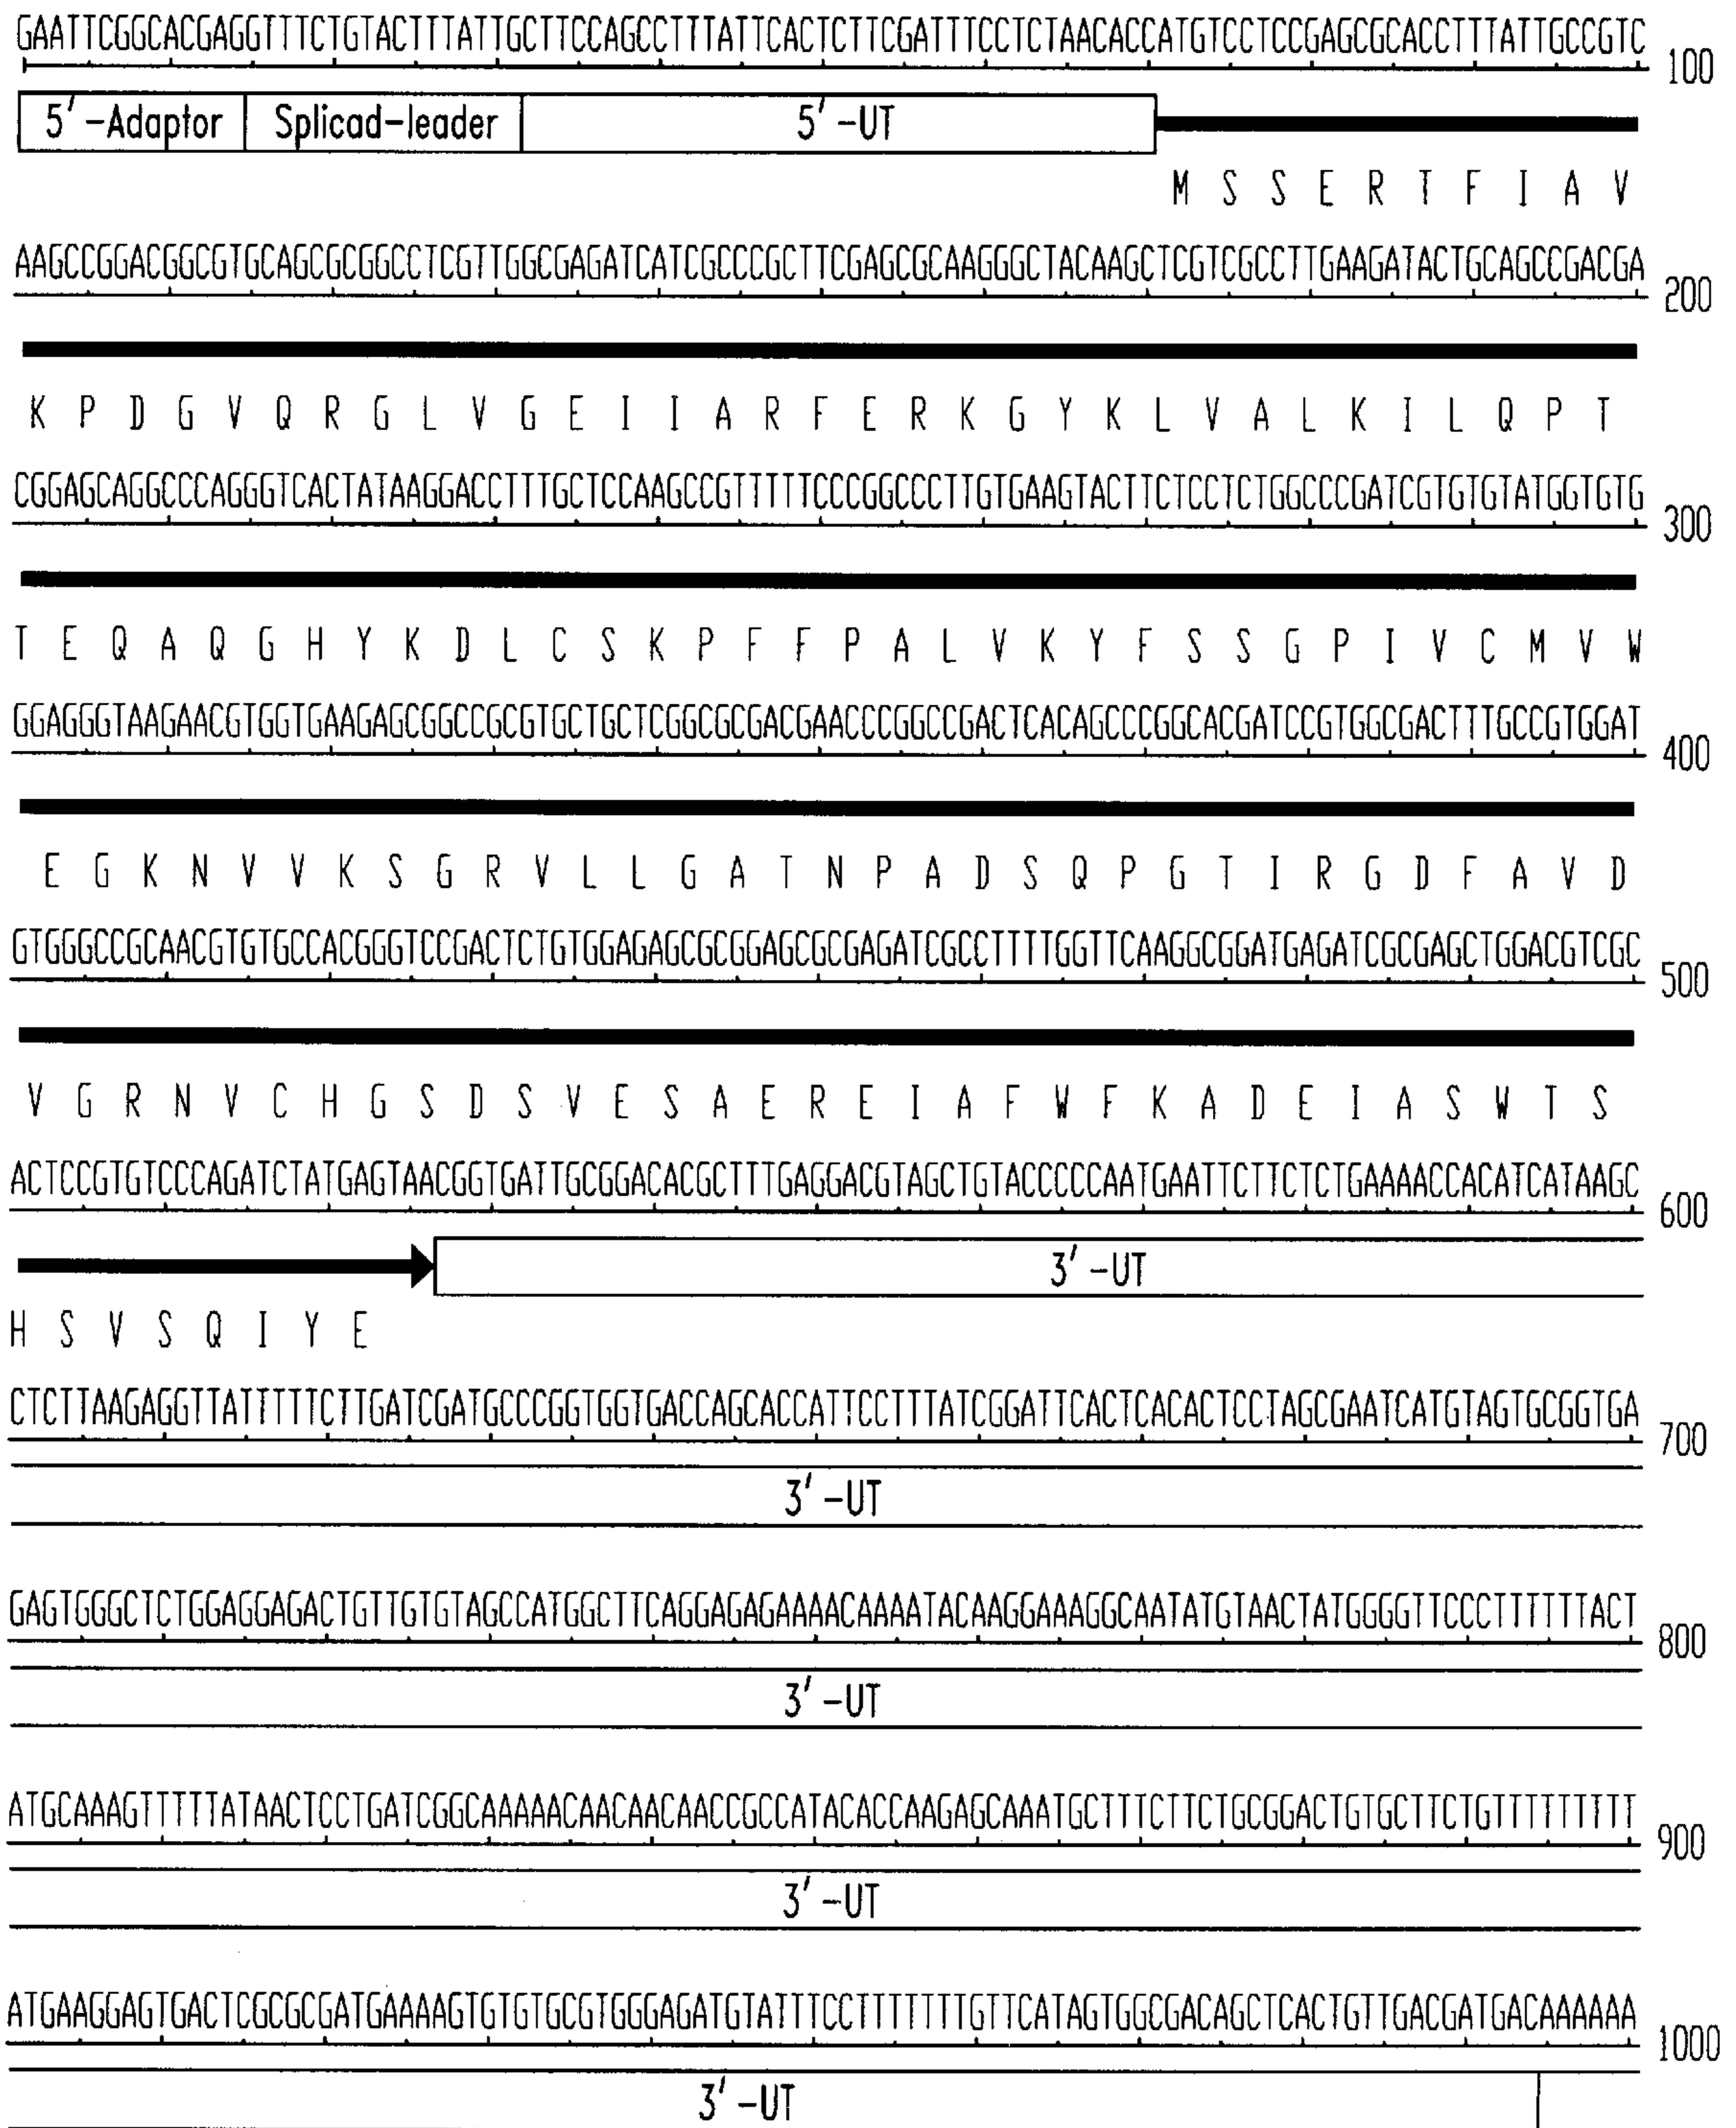 GAATTCGGCACGAGGTTTCTGTACTTTATTGCTTCCAGCCTTTATTCACTCTTCGATTTCCTCTAACACCATGTCCTCCGAGCGCACCTTTATTGCCGTC
100
5'-Adaptor Splicad-leader 5'-UT
M S S E R T F I A V
AAGCCGGACGGCGTGCAGCGCGGCCTCGTTGGCGAGATCATCGCCCGCTTCGAGCGCAAGGGCTACAAGCTCGTCGCCTTGAAGATACTGCAGCCGACGA
200
K P D G V Q R G L V G E I I A R F E R K G Y K L V A L K I L Q P T
CGGAGCAGGCCCAGGGTCACTATAAGGACCTTTGCTCCAAGCCGTTTTTCCCGGCCCTTGTGAAGTACTTCTCCTCTGGCCCGATCGTGTGTATGGTGTG
300
T E Q A Q G H Y K D L C S K P F F P A L V K Y F S S G P I V C M V W
GGAGGGTAAGAACGTGGTGAAGAGCGGCCGCGTGCTGCTCGGCGCGACGAACCCGGCCGACTCACAGCCCGGCACGATCCGTGGCGACTTTGCCGTGGAT
400
E G K N V V K S G R V L L G A T N P A D S Q P G T I R G D F A V D
GTGGGCCGCAACGTGTGCCACGGGTCCGACTCTGTGGAGAGCGCGGAGCGCGAGATCGCCTTTTGGTTCAAGGCGGATGAGATCGCGAGCTGGACGTCGC
500
V G R N V C H G S D S V E S A E R E I A F W F K A D E I A S W T S
ACTCCGTGTCCCAGATCTATGAGTAACGGTGATTGCGGACACGCTTTGAGGACGTAGCTGTACCCCCAATGAATTCTTCTCTGAAAACCACATCATAAGC
600
3'-UT
H S V S Q I Y E
CTCTTAAGAGGTTATTTTTCTTGATCGATGCCCGGTGGTGACCAGCACCATTCCTTTATCGGATTCACTCACACTCCTAGCGAATCATGTAGTGCGGTGA
700
3'-UT
GAGTGGGCTCTGGAGGAGACTGTTGTGTAGCCATGGCTTCAGGAGAGAAAACAAAATACAAGGAAAGGCAATATGTAACTATGGGGTTCCCTTTTTTACT
800
3'-UT
ATGCAAAGTTTTTATAACTCCTGATCGGCAAAAACAACAACAACCGCCATACACCAAGAGCAAATGCTTTCTTCTGCGGACTGTGCTTCTGTTTTTTTTT
900
3'-UT
ATGAAGGAGTGACTCGCGCGATGAAAAGTGTGTGCGTGGGAGATGTATTTCCTTTTTTTGTTCATAGTGGCGACAGCTCACTGTTGACGATGACAAAAAA
1000
3'-UT